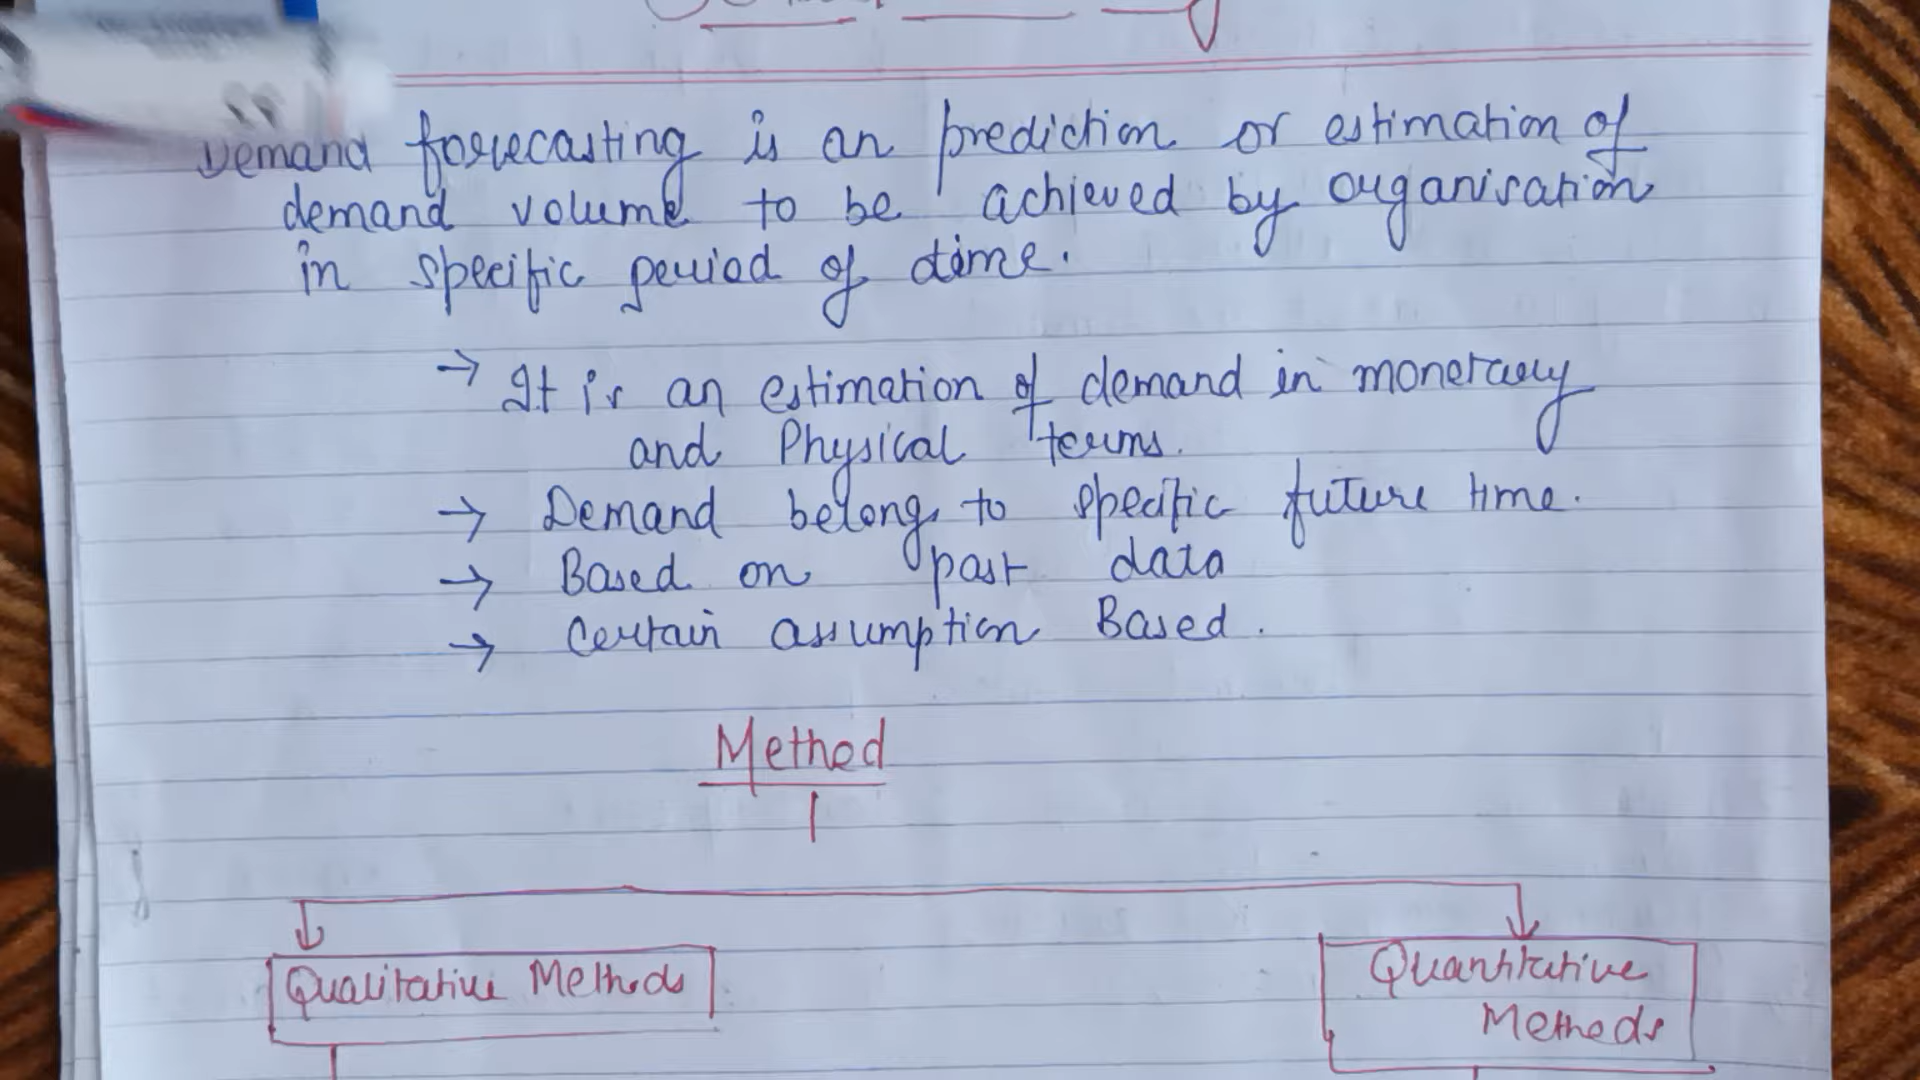 Demand forecasting is an prediction or estimation of
demand volume to be achieved by organisation
in specific period of time.
→ It is an estimation of demand in monetary
and Physical terms.
→ Demand belongs to specific future time.
→ Based on past data
→ Certain assumption Based.
Method
Qualitative Methods
Quantitative
Methods